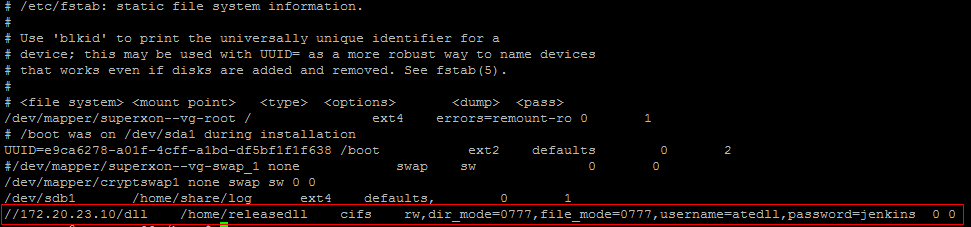 # /etc/fstab: static file system information.
#
# Use 'blkid' to print the universally unique identifier for a
# device; this may be used with UUID= as a more robust way to name devices
# that works even if disks are added and removed. See fstab(5).
#
# <file system> <mount point>   <type>  <options>       <dump>  <pass>
/dev/mapper/superxon--vg-root /               ext4    errors=remount-ro 0       1
# /boot was on /dev/sda1 during installation
UUID=e9ca6278-a01f-4cff-a1bd-df5bf1f1f638 /boot           ext2    defaults        0       2
#/dev/mapper/superxon--vg-swap_1 none            swap    sw              0       0
/dev/mapper/cryptswap1 none swap sw 0 0
/dev/sdb1       /home/share/log     ext4    defaults,        0       1
//172.20.23.10/dll    /home/releasedll    cifs    rw,dir_mode=0777,file_mode=0777,username=atedll,password=jenkins  0 0